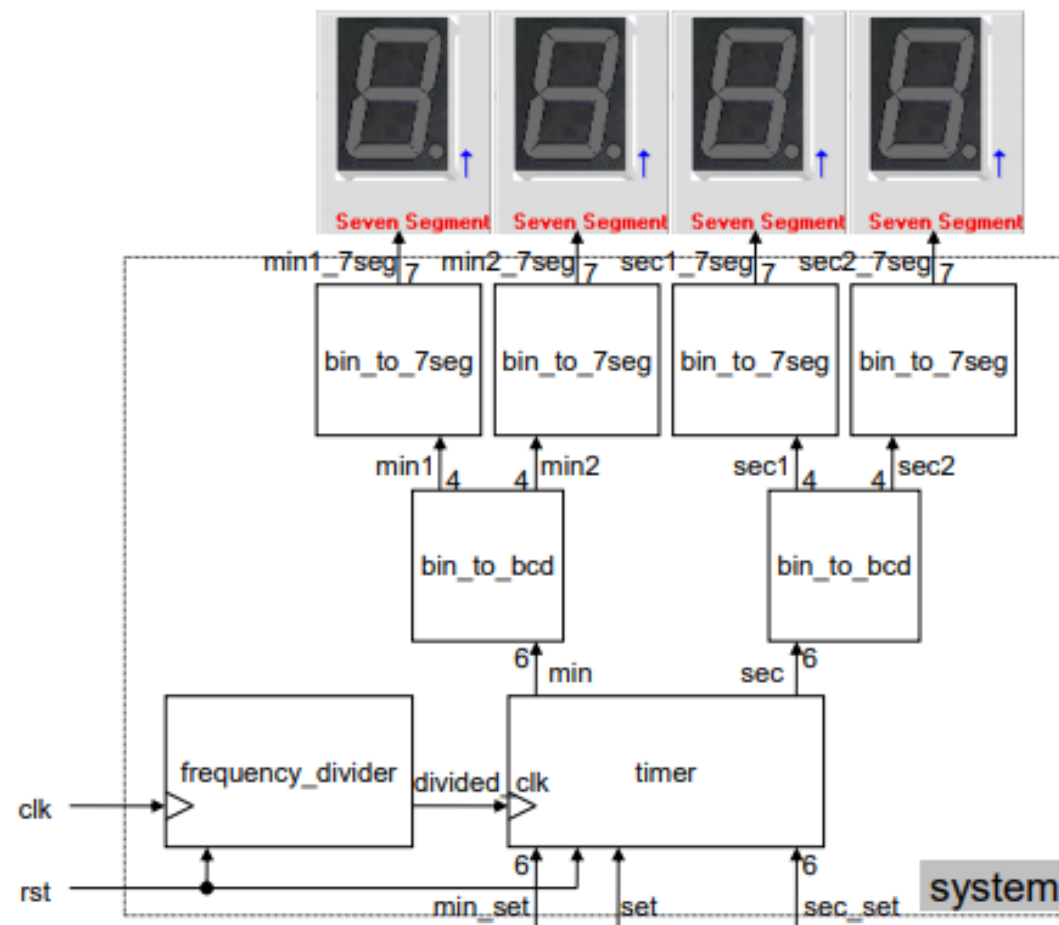 Seven Segment Seven Segment Seven Segment Seven Segment
min1_7seg 7 min2_7seg 7 sec1_7seg 7 sec2_7seg 7
bin_to_7seg bin_to_7seg bin_to_7seg bin_to_7seg
min1 4 4 min2 sec1 4 4 sec2
bin_to_bcd bin_to_bcd
6 min sec 6
frequency_divider divided_clk timer
clk
6 6
rst
min_set set sec_set
system